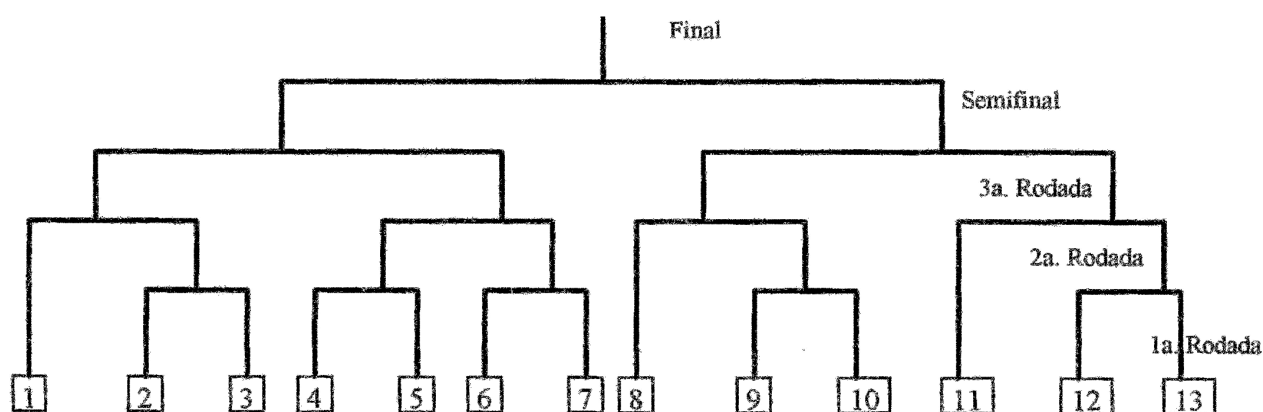 Final
Semifinal
3a. Rodada
2a. Rodada
1a. Rodada
1 2 3 4 5 6 7 8 9 10 11 12 13